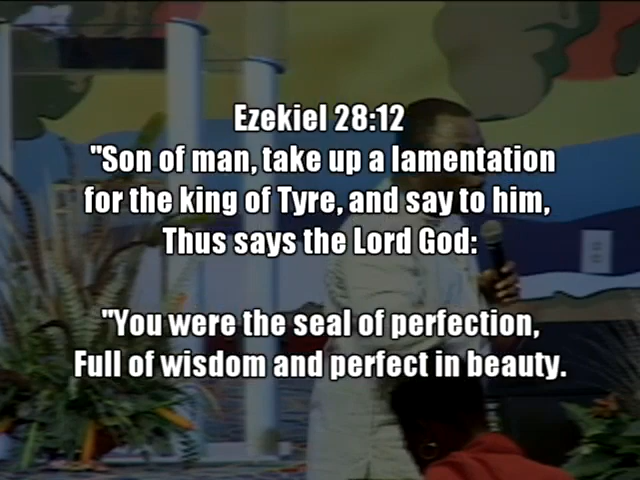 Ezekiel 28:12
"Son of man, take up a lamentation
for the king of Tyre, and say to him,
Thus says the Lord God:
"You were the seal of perfection,
Full of wisdom and perfect in beauty.